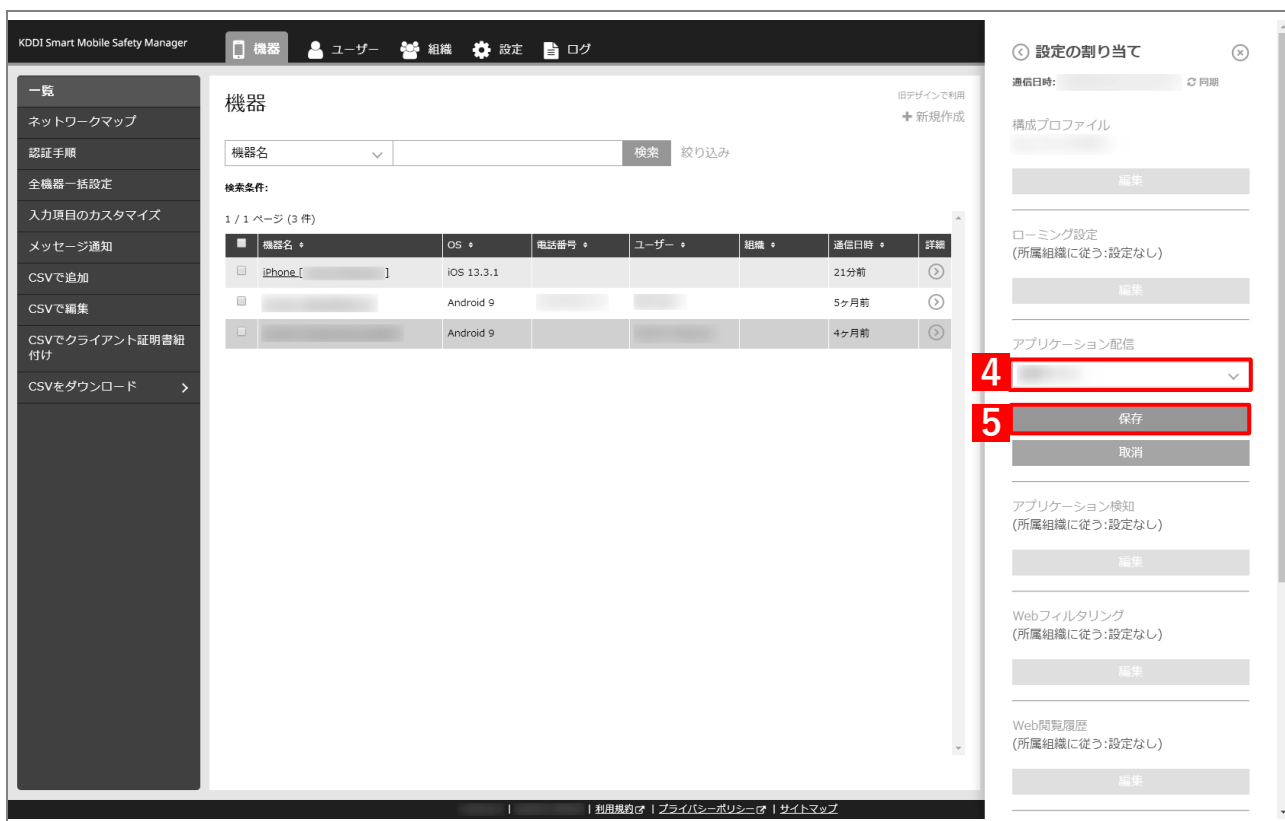 KDDI Smart Mobile Safety Manager
機器
ユーザー
組織
設定
ログ
一覧
ネットワークマップ
認証手順
全機器一括設定
入力項目のカスタマイズ
メッセージ通知
CSVで追加
CSVで編集
CSVでクライアント証明書紐
付け
CSVをダウンロード
機器
旧デザインで利用
+ 新規作成
機器名
検索
絞り込み
検索条件:
1 / 1 ページ (3 件)
機器名 OS 電話番号 ユーザー 組織 通信日時 詳細
iPhone [ ] iOS 13.3.1 21分前
Android 9 5ヶ月前
Android 9 4ヶ月前
設定の割り当て
通信日時: 同期
構成プロファイル
編集
ローミング設定
(所属組織に従う:設定なし)
編集
アプリケーション配信
4
5
保存
取消
アプリケーション検知
(所属組織に従う:設定なし)
編集
Webフィルタリング
(所属組織に従う:設定なし)
編集
Web閲覧履歴
(所属組織に従う:設定なし)
編集
| | 利用規約 | プライバシーポリシー | サイトマップ